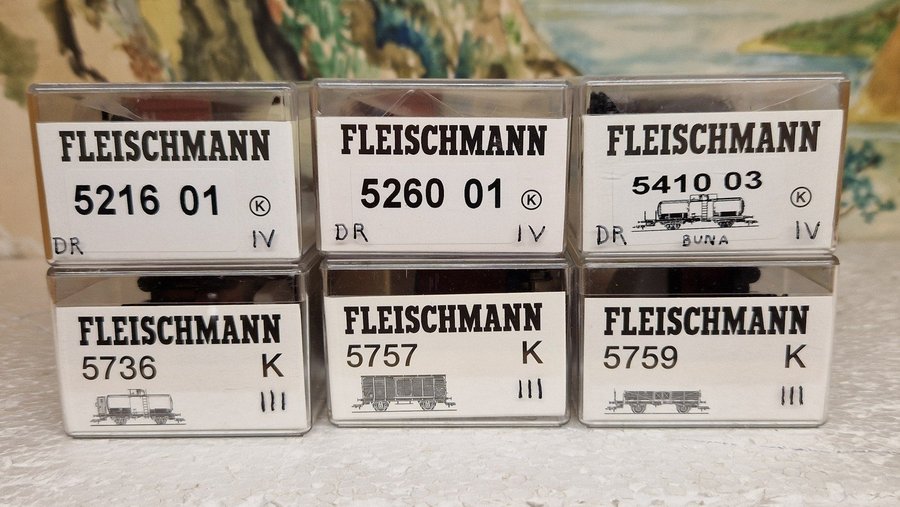 FLEISCHMANN
5216 01 K
DR IV
FLEISCHMANN
5260 01 K
DR IV
FLEISCHMANN
5410 03 K
DR BUNA IV
FLEISCHMANN
5736 K
III
FLEISCHMANN
5757 K
III
FLEISCHMANN
5759 K
III